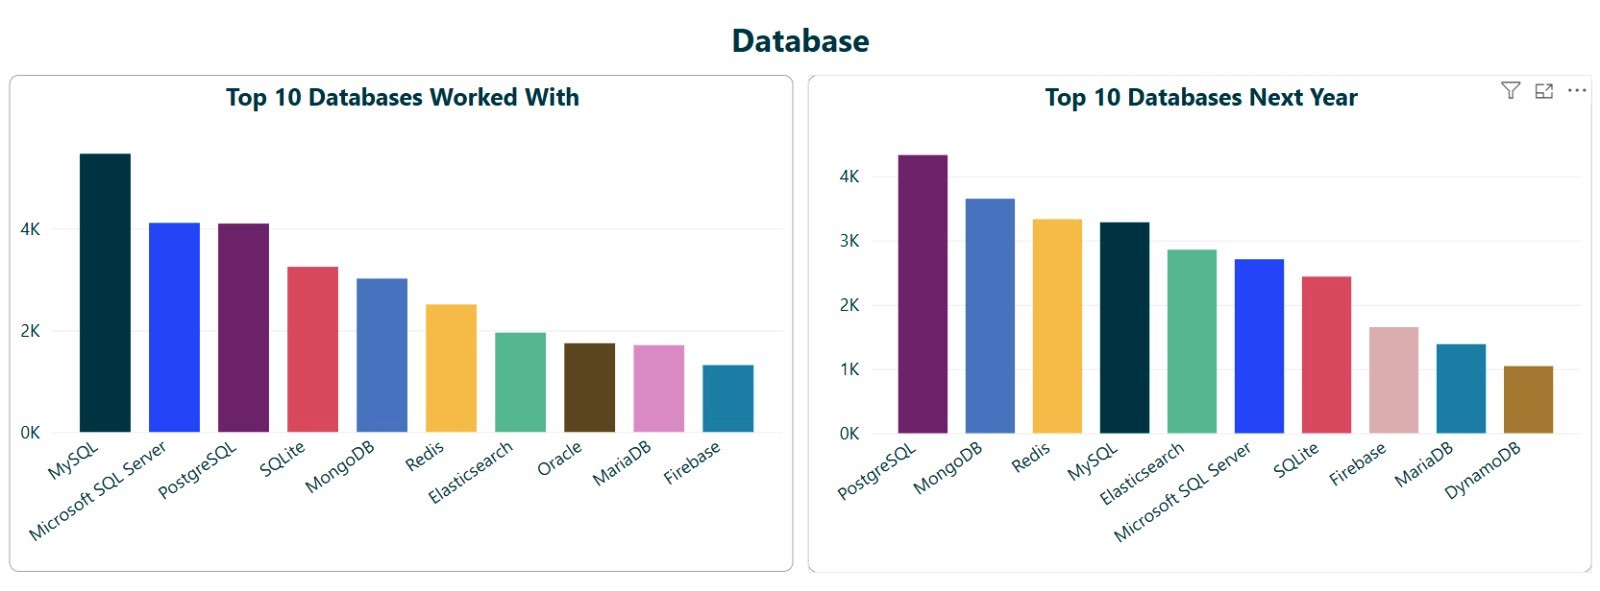 Database
Top 10 Databases Worked With
4K
2K
0K
MySQL
Microsoft SQL Server
PostgreSQL
SQLite
MongoDB
Redis
Elasticsearch
Oracle
MariaDB
Firebase
Top 10 Databases Next Year
4K
3K
2K
1K
0K
PostgreSQL
MongoDB
Redis
MySQL
Elasticsearch
Microsoft SQL Server
SQLite
Firebase
MariaDB
DynamoDB